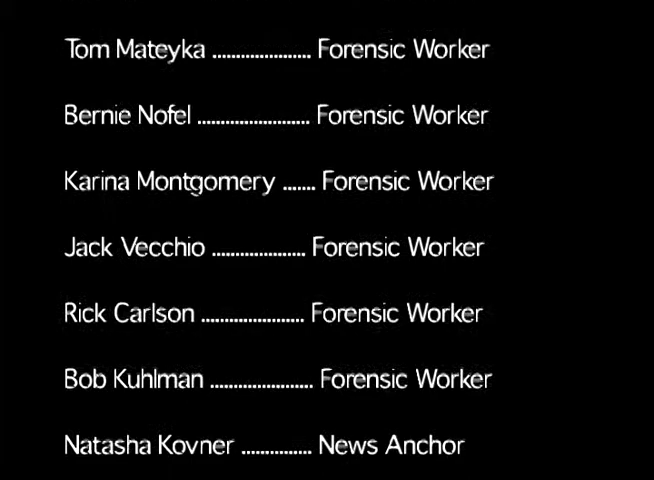 Tom Mateyka ..................... Forensic Worker
Bernie Nofel ........................ Forensic Worker
Karina Montgomery ....... Forensic Worker
Jack Vecchio .................... Forensic Worker
Rick Carlson ...................... Forensic Worker
Bob Kuhlman ...................... Forensic Worker
Natasha Kovner ............... News Anchor